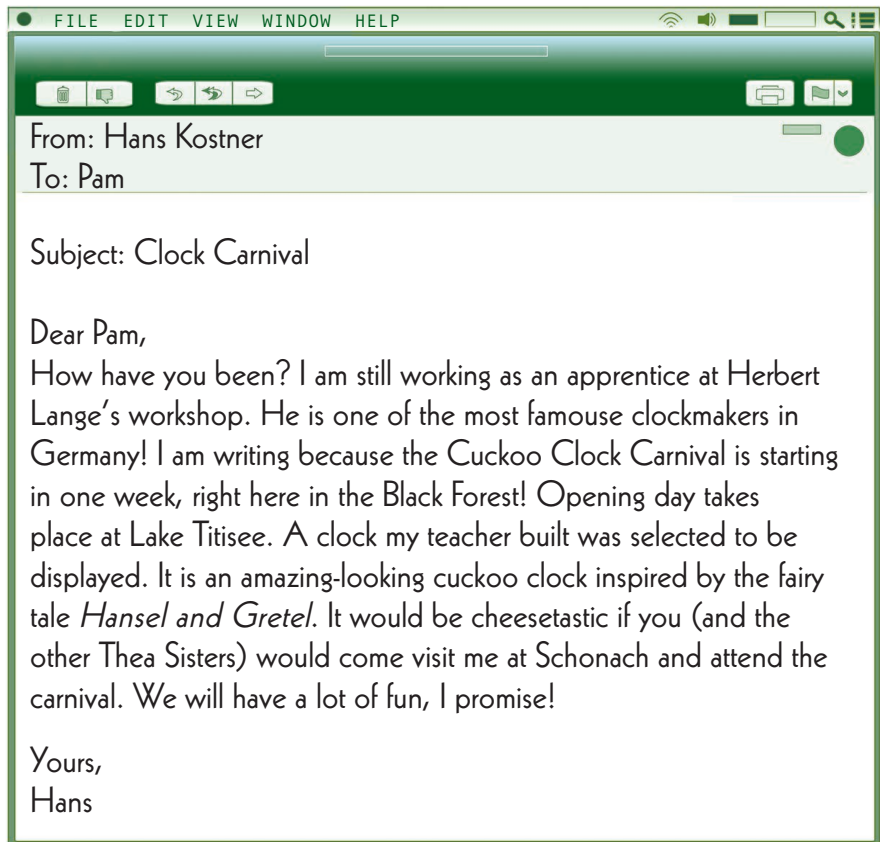 FILE EDIT VIEW WINDOW HELP
From: Hans Kostner
To: Pam
Subject: Clock Carnival
Dear Pam,
How have you been? I am still working as an apprentice at Herbert
Lange's workshop. He is one of the most famouse clockmakers in
Germany! I am writing because the Cuckoo Clock Carnival is starting
in one week, right here in the Black Forest! Opening day takes
place at Lake Titisee. A clock my teacher built was selected to be
displayed. It is an amazing-looking cuckoo clock inspired by the fairy
tale Hansel and Gretel. It would be cheesetastic if you (and the
other Thea Sisters) would come visit me at Schonach and attend the
carnival. We will have a lot of fun, I promise!
Yours,
Hans